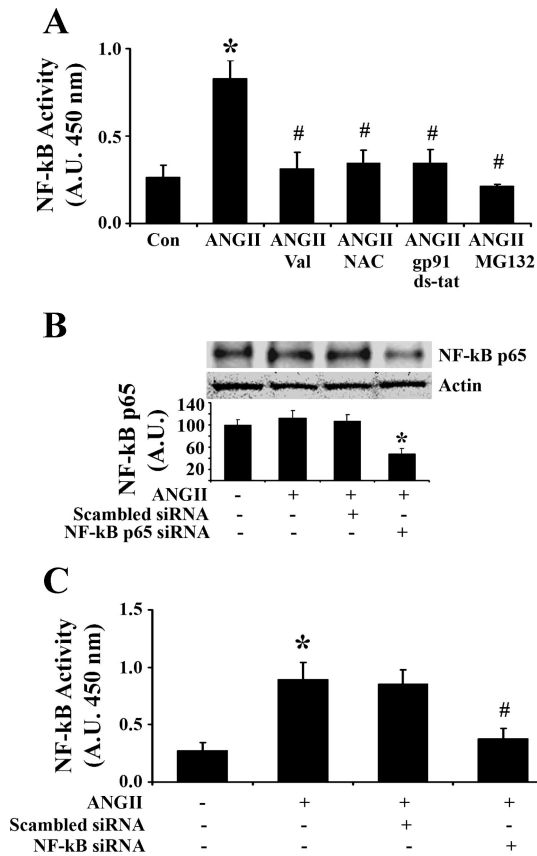 A
NF-kB Activity
(A.U. 450 nm)
1.0
0.5
0.0
*
#
#
#
#
Con
ANGII
ANGII
Val
ANGII
NAC
ANGII
gp91
ds-tat
ANGII
MG132
B
NF-kB p65
Actin
NF-kB p65
(A.U.)
140
100
60
20
*
ANGII - + + +
Scambled siRNA - - + -
NF-kB p65 siRNA - - - +
C
NF-kB Activity
(A.U. 450 nm)
1.5
1.0
0.5
0.0
*
#
ANGII - + + +
Scambled siRNA - - + -
NF-kB siRNA - - - +